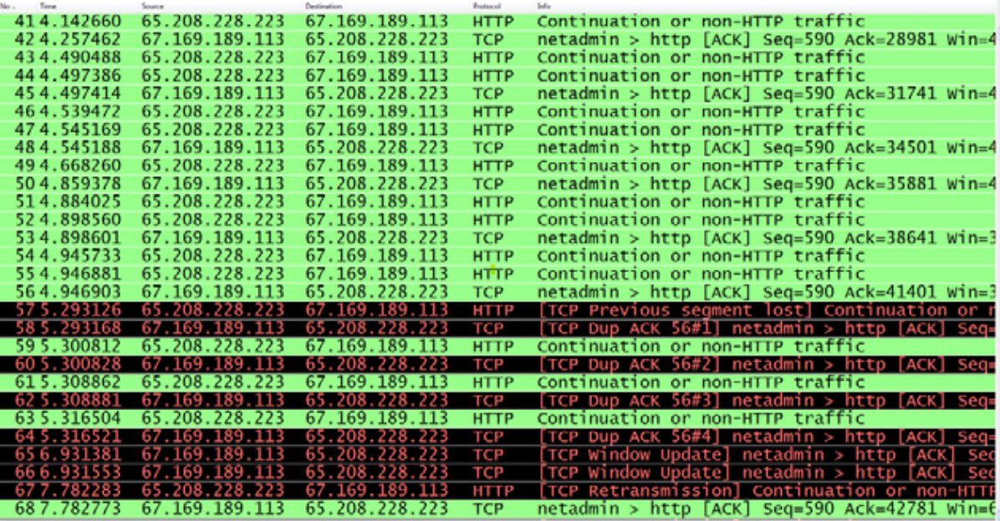 No. Time Source Destination Protocol Info
41 4.142660 65.208.228.223 67.169.189.113 HTTP Continuation or non-HTTP traffic
42 4.257462 67.169.189.113 65.208.228.223 TCP netadmin > http [ACK] Seq=590 Ack=28981 Win=4
43 4.490488 65.208.228.223 67.169.189.113 HTTP Continuation or non-HTTP traffic
44 4.497386 65.208.228.223 67.169.189.113 HTTP Continuation or non-HTTP traffic
45 4.497414 67.169.189.113 65.208.228.223 TCP netadmin > http [ACK] Seq=590 Ack=31741 Win=4
46 4.539472 65.208.228.223 67.169.189.113 HTTP Continuation or non-HTTP traffic
47 4.545169 65.208.228.223 67.169.189.113 HTTP Continuation or non-HTTP traffic
48 4.545188 67.169.189.113 65.208.228.223 TCP netadmin > http [ACK] Seq=590 Ack=34501 Win=4
49 4.668260 65.208.228.223 67.169.189.113 HTTP Continuation or non-HTTP traffic
50 4.859378 67.169.189.113 65.208.228.223 TCP netadmin > http [ACK] Seq=590 Ack=35881 Win=4
51 4.884025 65.208.228.223 67.169.189.113 HTTP Continuation or non-HTTP traffic
52 4.898560 65.208.228.223 67.169.189.113 HTTP Continuation or non-HTTP traffic
53 4.898601 67.169.189.113 65.208.228.223 TCP netadmin > http [ACK] Seq=590 Ack=38641 Win=3
54 4.945733 65.208.228.223 67.169.189.113 HTTP Continuation or non-HTTP traffic
55 4.946881 65.208.228.223 67.169.189.113 HTTP Continuation or non-HTTP traffic
56 4.946903 67.169.189.113 65.208.228.223 TCP netadmin > http [ACK] Seq=590 Ack=41401 Win=3
57 5.293126 65.208.228.223 67.169.189.113 HTTP [TCP Previous segment lost] Continuation or n
58 5.293168 67.169.189.113 65.208.228.223 TCP [TCP Dup ACK 56#1] netadmin > http [ACK] Seq=
59 5.300812 65.208.228.223 67.169.189.113 HTTP Continuation or non-HTTP traffic
60 5.300828 67.169.189.113 65.208.228.223 TCP [TCP Dup ACK 56#2] netadmin > http [ACK] Seq=
61 5.308862 65.208.228.223 67.169.189.113 HTTP Continuation or non-HTTP traffic
62 5.308881 67.169.189.113 65.208.228.223 TCP [TCP Dup ACK 56#3] netadmin > http [ACK] Seq=
63 5.316504 65.208.228.223 67.169.189.113 HTTP Continuation or non-HTTP traffic
64 5.316521 67.169.189.113 65.208.228.223 TCP [TCP Dup ACK 56#4] netadmin > http [ACK] Seq=
65 6.931381 67.169.189.113 65.208.228.223 TCP [TCP Window Update] netadmin > http [ACK] Seq
66 6.931553 67.169.189.113 65.208.228.223 TCP [TCP Window Update] netadmin > http [ACK] Seq
67 7.782283 65.208.228.223 67.169.189.113 HTTP [TCP Retransmission] Continuation or non-HTTP
68 7.782773 67.169.189.113 65.208.228.223 TCP netadmin > http [ACK] Seq=590 Ack=42781 Win=6